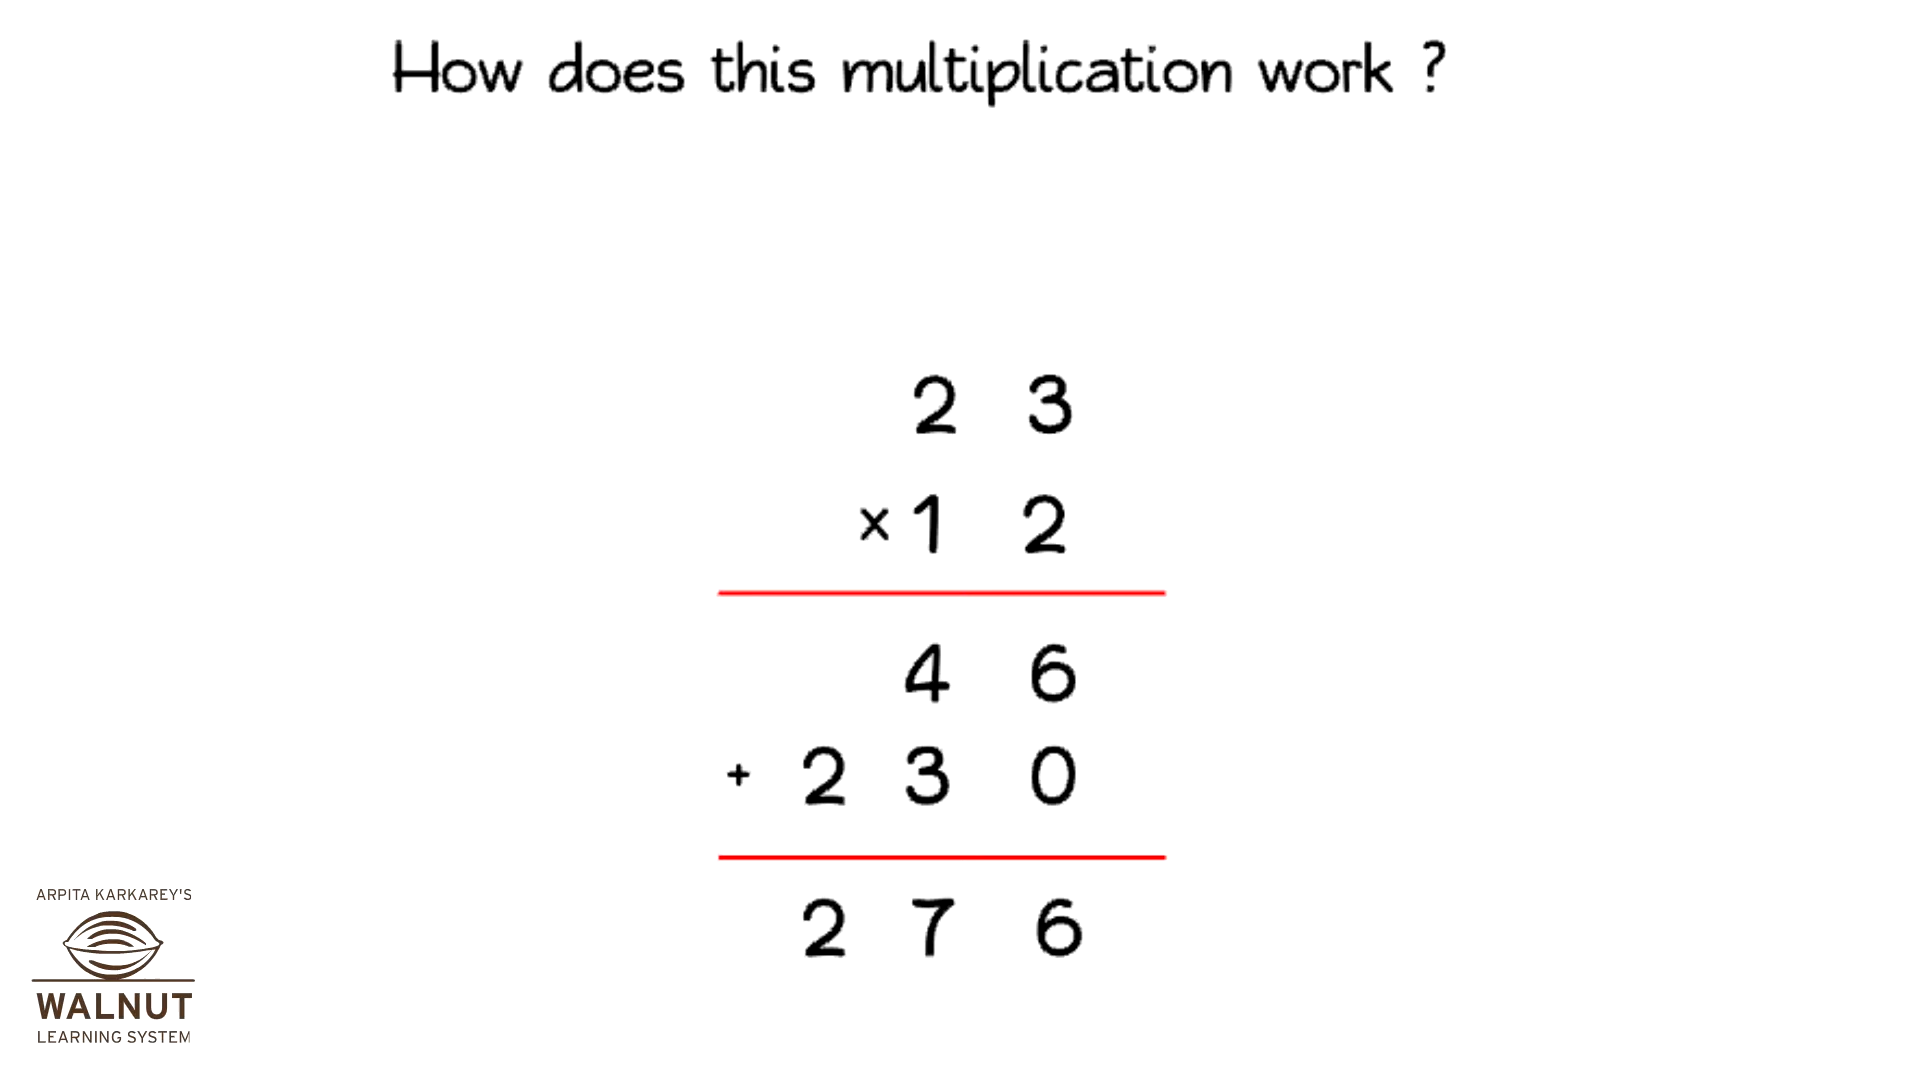 How does this multiplication work ?
2 3
×1 2
4 6
+ 2 3 0
2 7 6
ARPITA KARKAREY'S
WALNUT
LEARNING SYSTEM